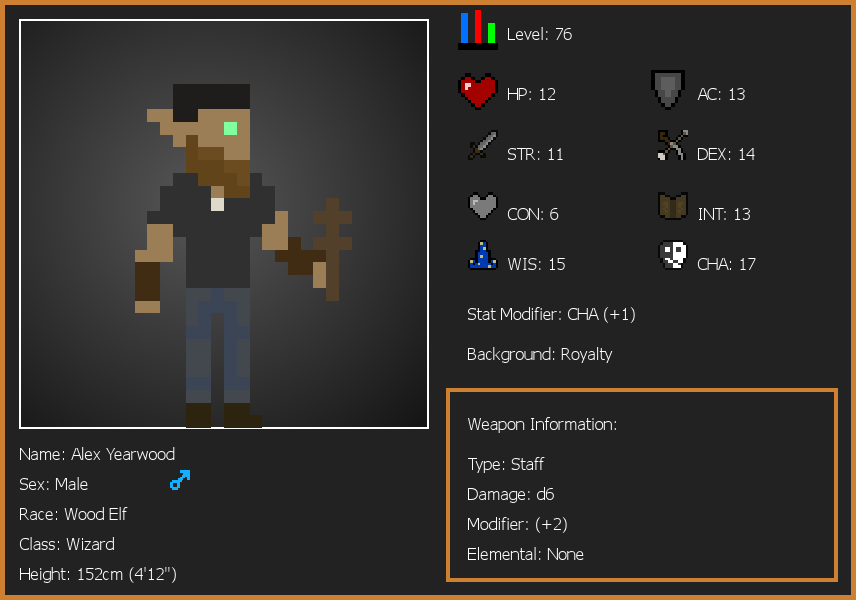 Level: 76
HP: 12
AC: 13
STR: 11
DEX: 14
CON: 6
INT: 13
WIS: 15
CHA: 17
Stat Modifier: CHA (+1)
Background: Royalty
Weapon Information:
Type: Staff
Damage: d6
Modifier: (+2)
Elemental: None
Name: Alex Yearwood
Sex: Male
Race: Wood Elf
Class: Wizard
Height: 152cm (4'12")